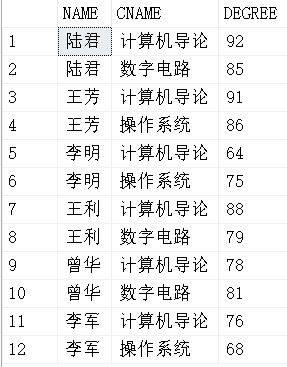 NAME CNAME DEGREE
1 陆君 计算机导论 92
2 陆君 数字电路 85
3 王芳 计算机导论 91
4 王芳 操作系统 86
5 李明 计算机导论 64
6 李明 操作系统 75
7 王利 计算机导论 88
8 王利 数字电路 79
9 曾华 计算机导论 78
10 曾华 数字电路 81
11 李军 计算机导论 76
12 李军 操作系统 68